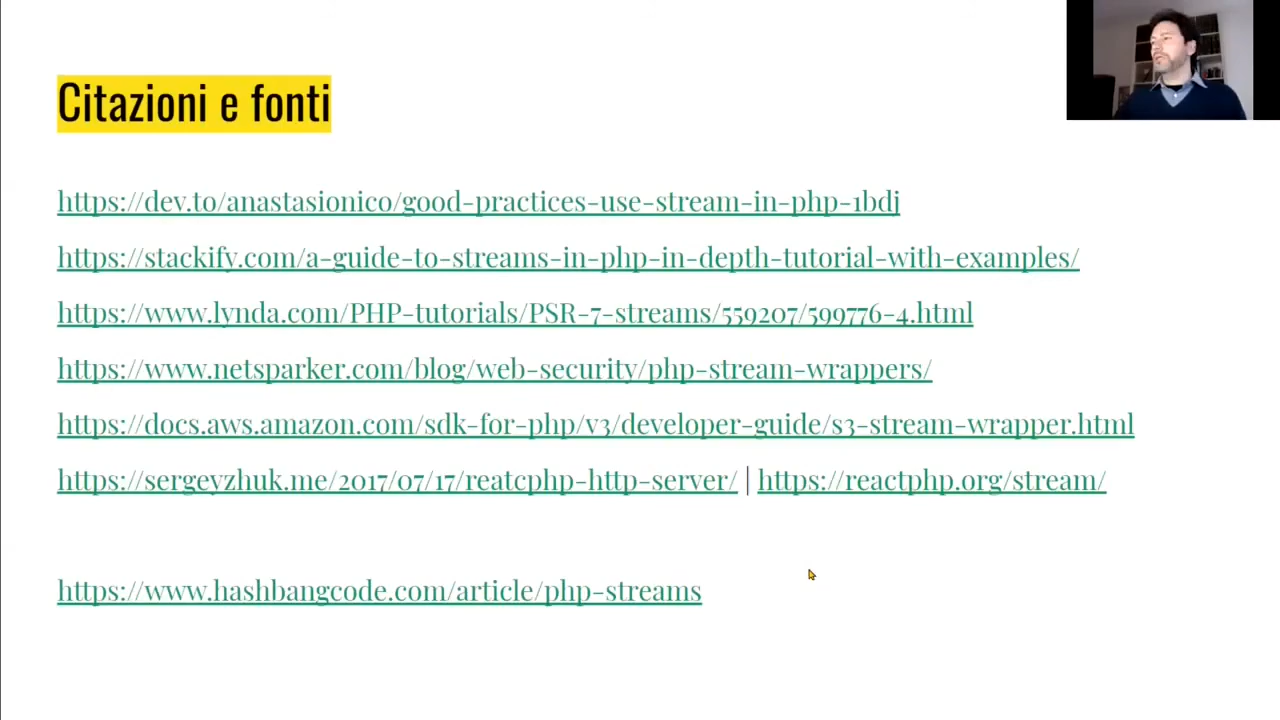 Citazioni e fonti
https://dev.to/anastasionico/good-practices-use-stream-in-php-1bdj
https://stackify.com/a-guide-to-streams-in-php-in-depth-tutorial-with-examples/
https://www.lynda.com/PHP-tutorials/PSR-7-streams/559207/599776-4.html
https://www.netsparker.com/blog/web-security/php-stream-wrappers/
https://docs.aws.amazon.com/sdk-for-php/v3/developer-guide/s3-stream-wrapper.html
https://sergeyzhuk.me/2017/07/17/reatcphp-http-server/ | https://reactphp.org/stream/
https://www.hashbangcode.com/article/php-streams